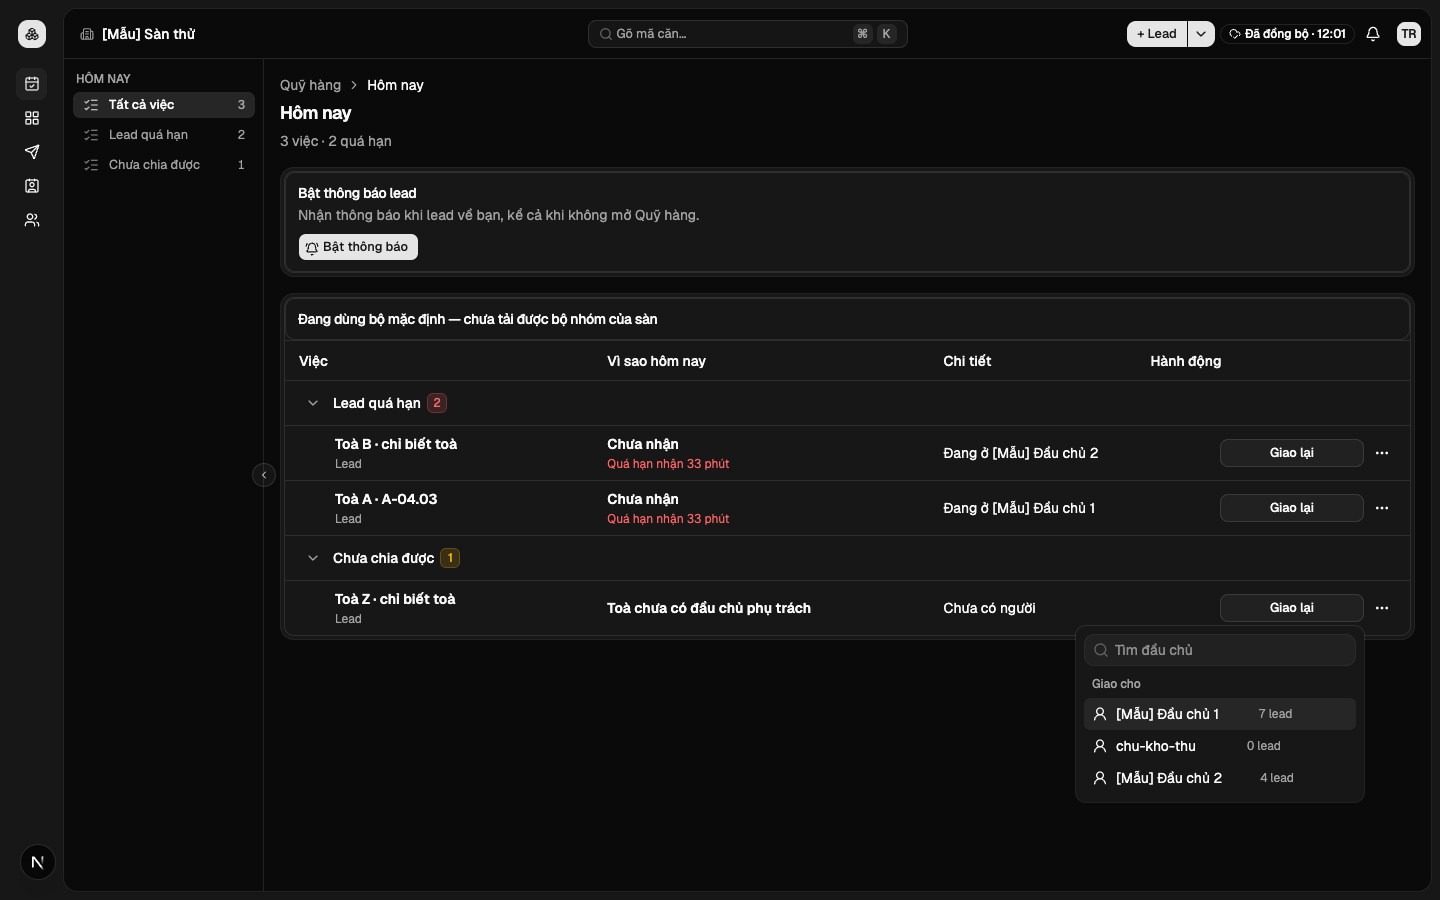 [Mẫu] Sàn thử
Gõ mã căn...
⌘ K
+ Lead
Đã đồng bộ · 12:01
TR
HÔM NAY
Tất cả việc 3
Lead quá hạn 2
Chưa chia được 1
Quỹ hàng > Hôm nay
Hôm nay
3 việc · 2 quá hạn
Bật thông báo lead
Nhận thông báo khi lead về bạn, kể cả khi không mở Quỹ hàng.
Bật thông báo
Đang dùng bộ mặc định — chưa tải được bộ nhóm của sàn
Việc Vì sao hôm nay Chi tiết Hành động
Lead quá hạn 2
Toà B · chỉ biết toà
Lead
Chưa nhận
Quá hạn nhận 33 phút
Đang ở [Mẫu] Đầu chủ 2
Giao lại
Toà A · A-04.03
Lead
Chưa nhận
Quá hạn nhận 33 phút
Đang ở [Mẫu] Đầu chủ 1
Giao lại
Chưa chia được 1
Toà Z · chỉ biết toà
Lead
Toà chưa có đầu chủ phụ trách
Chưa có người
Giao lại
Tìm đầu chủ
Giao cho
[Mẫu] Đầu chủ 1 7 lead
chu-kho-thu 0 lead
[Mẫu] Đầu chủ 2 4 lead
N